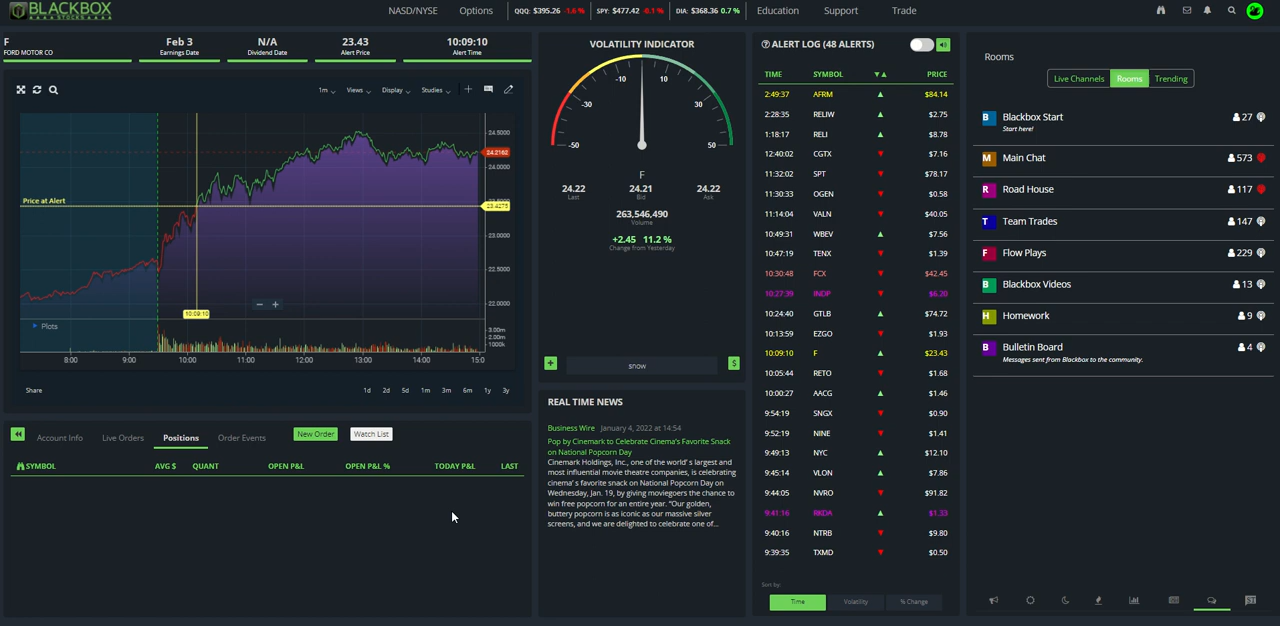 BLACKBOX
STOCKS
NASD/NYSE
Options
QQQ: $395.26 -1.6 %
SPY: $477.42 -0.1 %
DIA: $368.36 0.7 %
Education
Support
Trade
F
FORD MOTOR CO
Feb 3
Earnings Date
N/A
Dividend Date
23.43
Alert Price
10:09:10
Alert Time
1m
Views
Display
Studies
24.5000
24.2162
24.0000
Price at Alert
23.4275
23.0000
22.5000
22.0000
10:09:10
Plots
3.00m
2.00m
1000k
8:00 9:00 10:00 11:00 12:00 13:00 14:00 15:0
Share
1d 2d 5d 1m 3m 6m 1y 3y
Account Info
Live Orders
Positions
Order Events
New Order
Watch List
SYMBOL AVG $ QUANT OPEN P&L OPEN P&L % TODAY P&L LAST
VOLATILITY INDICATOR
-10 10
-30 30
-50 50
F
24.22 24.21 24.22
Last Bid Ask
263,546,490
Volume
+2.45 11.2 %
Change from Yesterday
+ snow $
REAL TIME NEWS
Business Wire January 4, 2022 at 14:54
Pop by Cinemark to Celebrate Cinema's Favorite Snack
on National Popcorn Day
Cinemark Holdings, Inc., one of the world' s largest and
most influential movie theatre companies, is celebrating
cinema' s favorite snack on National Popcorn Day on
Wednesday, Jan. 19, by giving moviegoers the chance to
win free popcorn for an entire year. "Our golden,
buttery popcorn is as iconic as our massive silver
screens, and we are delighted to celebrate one of...
ALERT LOG (48 ALERTS)
TIME SYMBOL ▼▲ PRICE
2:49:37 AFRM ▲ $84.14
2:28:35 RELIW ▲ $2.75
1:18:17 RELI ▲ $8.78
12:40:02 CGTX ▼ $7.16
11:32:02 SPT ▼ $78.17
11:30:33 OGEN ▼ $0.58
11:14:04 VALN ▼ $40.05
10:49:31 WBEV ▲ $7.56
10:47:19 TENX ▼ $1.39
10:30:48 FCX ▼ $42.45
10:27:39 INDP ▼ $6.20
10:24:40 GTLB ▲ $74.72
10:13:59 EZGO ▼ $1.93
10:09:10 F ▲ $23.43
10:05:44 RETO ▼ $1.68
10:00:27 AACG ▲ $1.46
9:54:19 SNGX ▼ $0.90
9:52:19 NINE ▼ $1.41
9:49:13 NYC ▲ $12.10
9:45:14 VLON ▲ $7.86
9:44:05 NVRO ▼ $91.82
9:41:16 RKDA ▲ $1.33
9:40:16 NTRB ▼ $9.80
9:39:35 TXMD ▼ $0.50
Sort by:
Time
Volatility
% Change
Rooms
Live Channels
Rooms
Trending
B Blackbox Start 27
Start here!
M Main Chat 573
R Road House 117
T Team Trades 147
F Flow Plays 229
B Blackbox Videos 13
H Homework 9
B Bulletin Board 4
Messages sent from Blackbox to the community.
ST